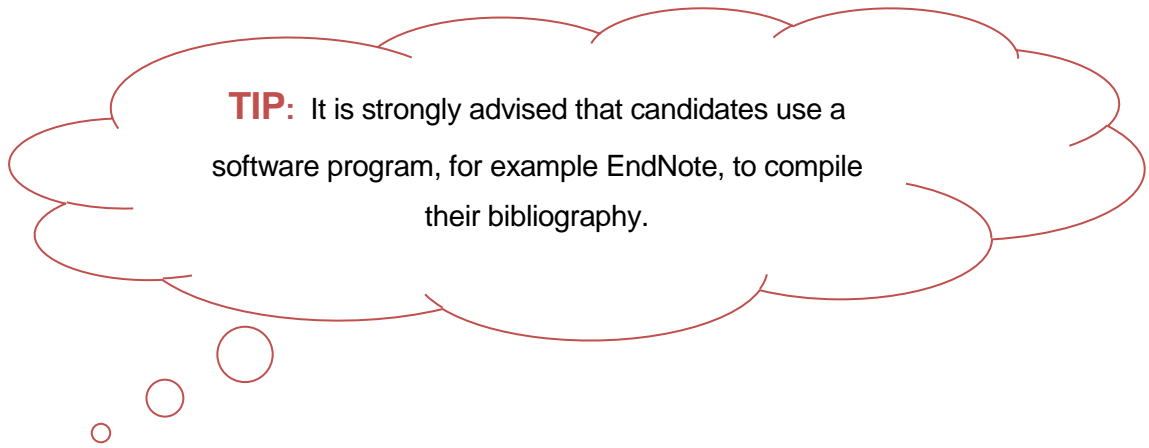 TIP: It is strongly advised that candidates use a
software program, for example EndNote, to compile
their bibliography.